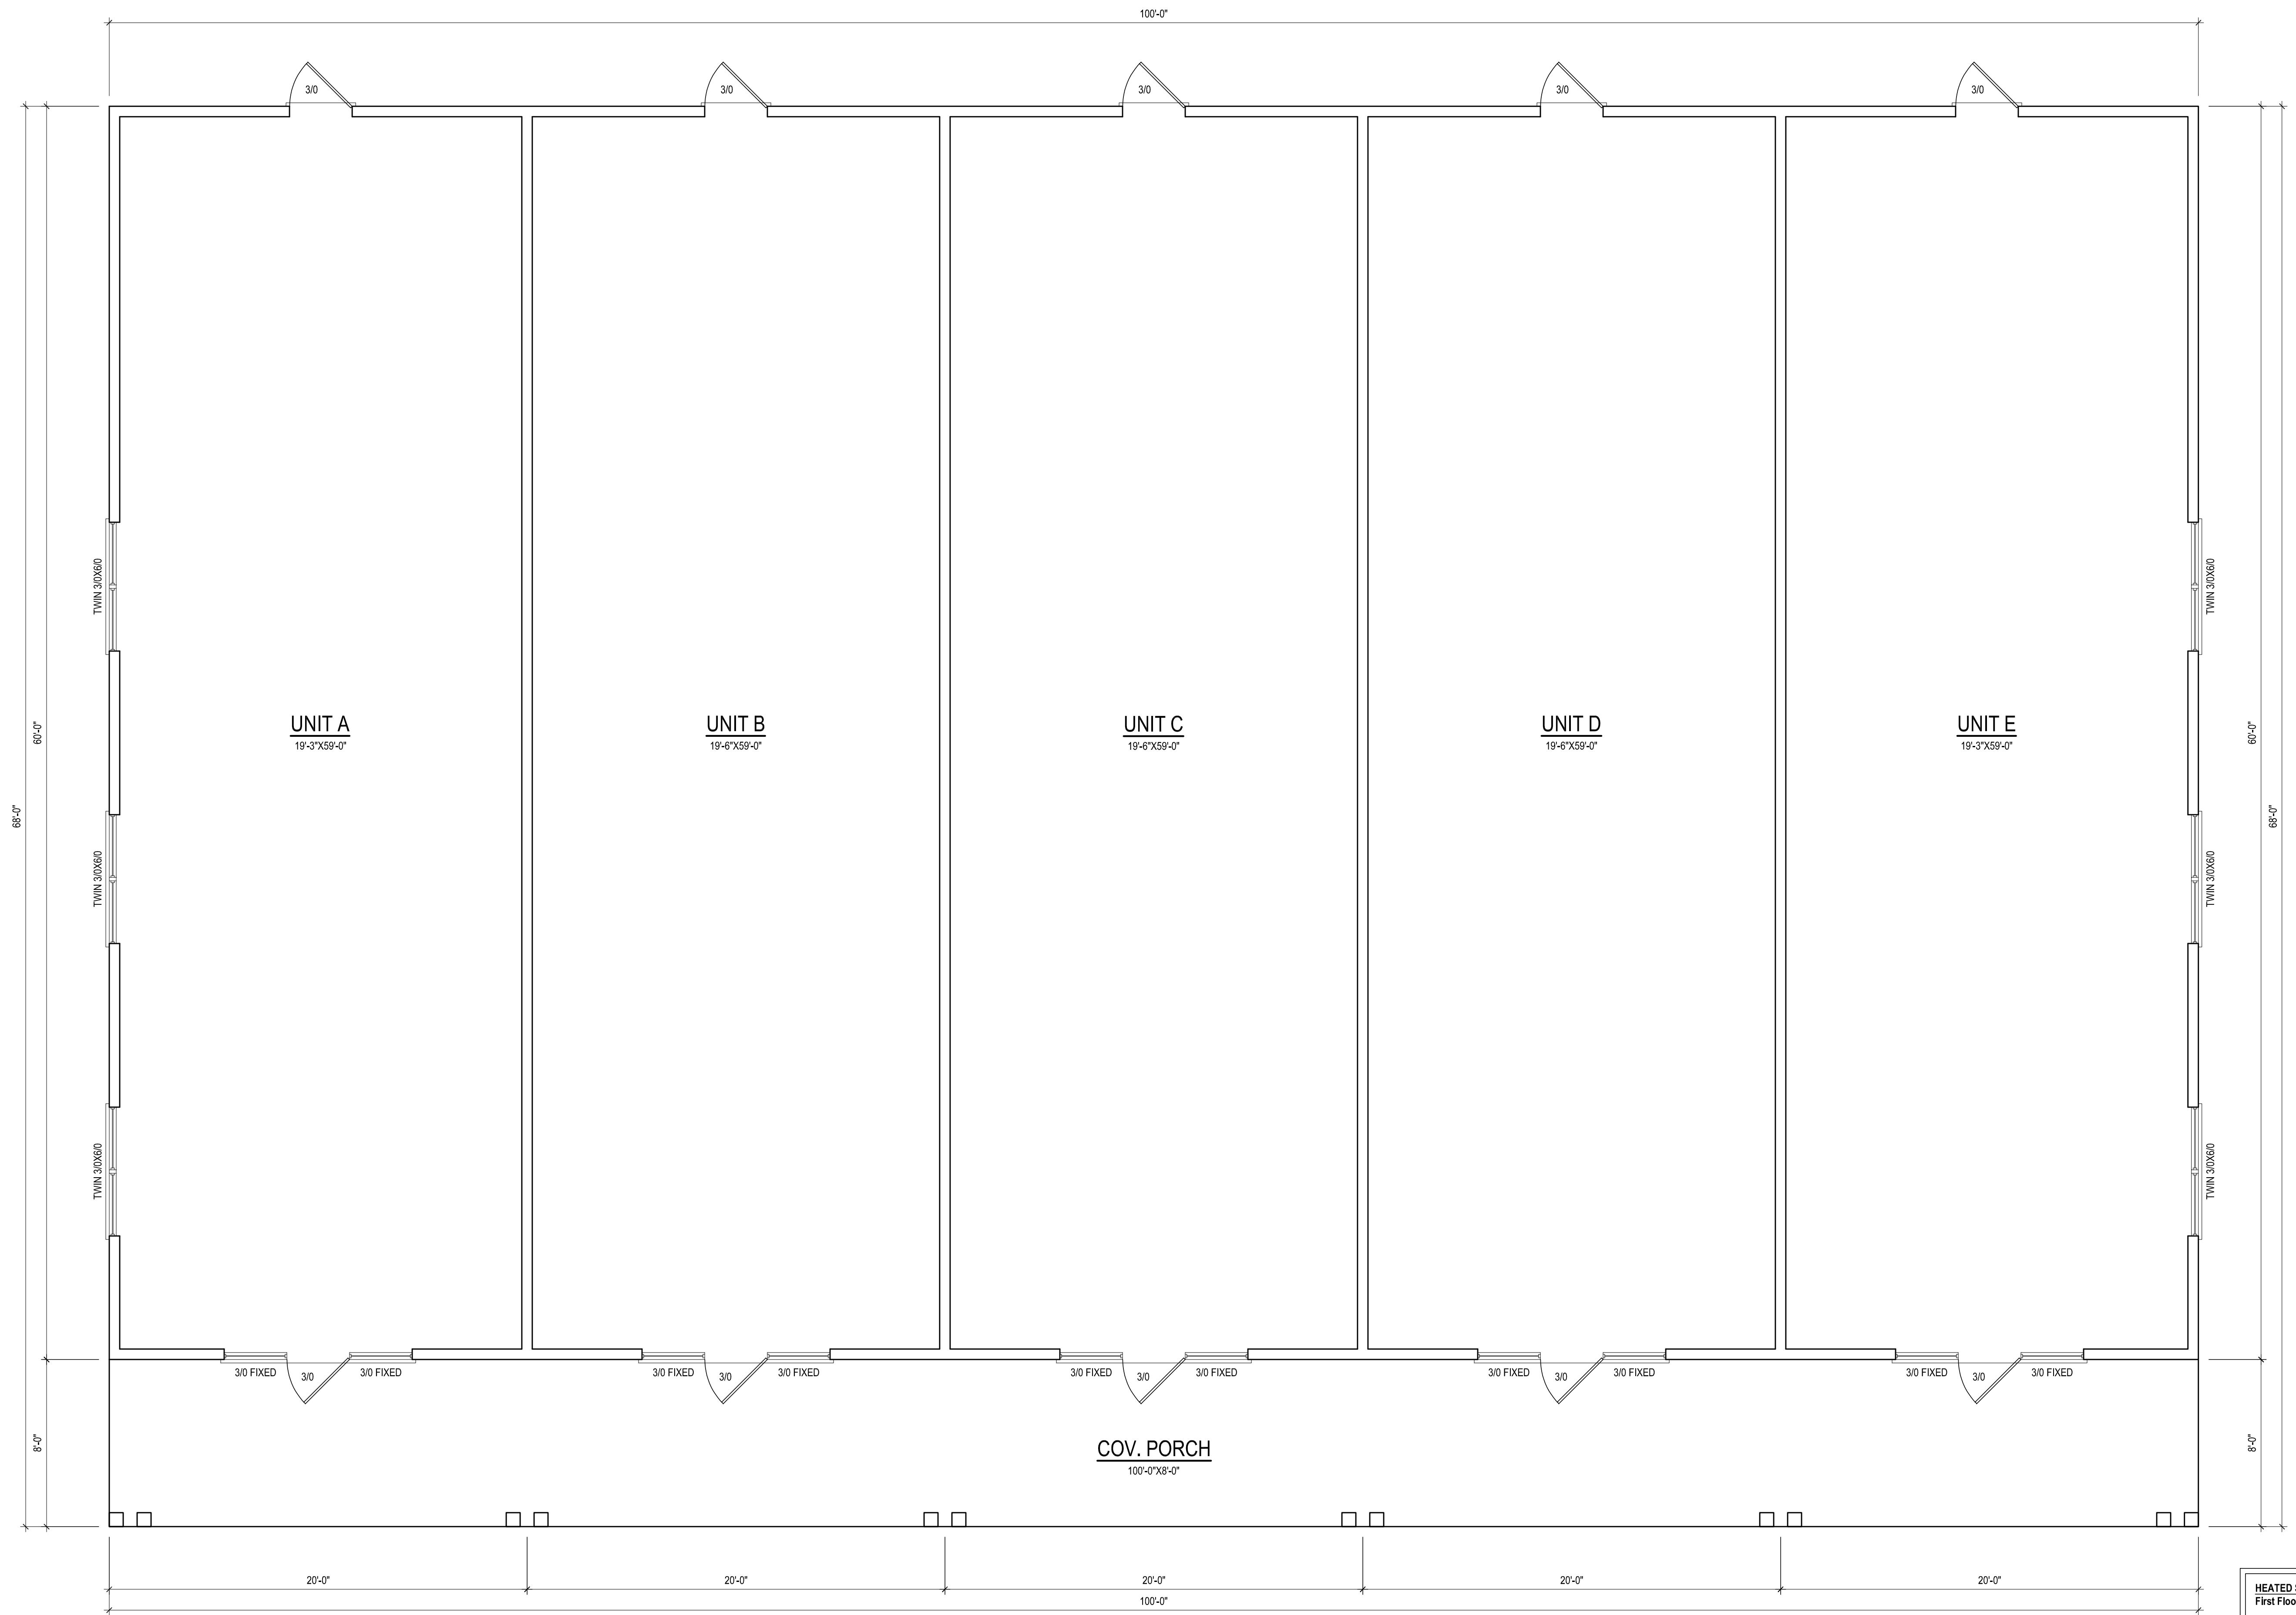 100'-0"
3/0
3/0
3/0
3/0
3/0
TWIN 3/0X6/0
TWIN 3/0X6/0
UNIT A
19'-3"X59'-0"
UNIT B
19'-6"X59'-0"
UNIT C
19'-6"X59'-0"
UNIT D
19'-6"X59'-0"
UNIT E
19'-3"X59'-0"
60'-0"
60'-0"
68'-0"
68'-0"
TWIN 3/0X6/0
TWIN 3/0X6/0
TWIN 3/0X6/0
TWIN 3/0X6/0
3/0 FIXED
3/0
3/0 FIXED
3/0 FIXED
3/0
3/0 FIXED
3/0 FIXED
3/0
3/0 FIXED
3/0 FIXED
3/0
3/0 FIXED
3/0 FIXED
3/0
3/0 FIXED
8'-0"
8'-0"
COV. PORCH
100'-0"X8'-0"
20'-0"
20'-0"
20'-0"
20'-0"
20'-0"
100'-0"
HEATED
First Floo